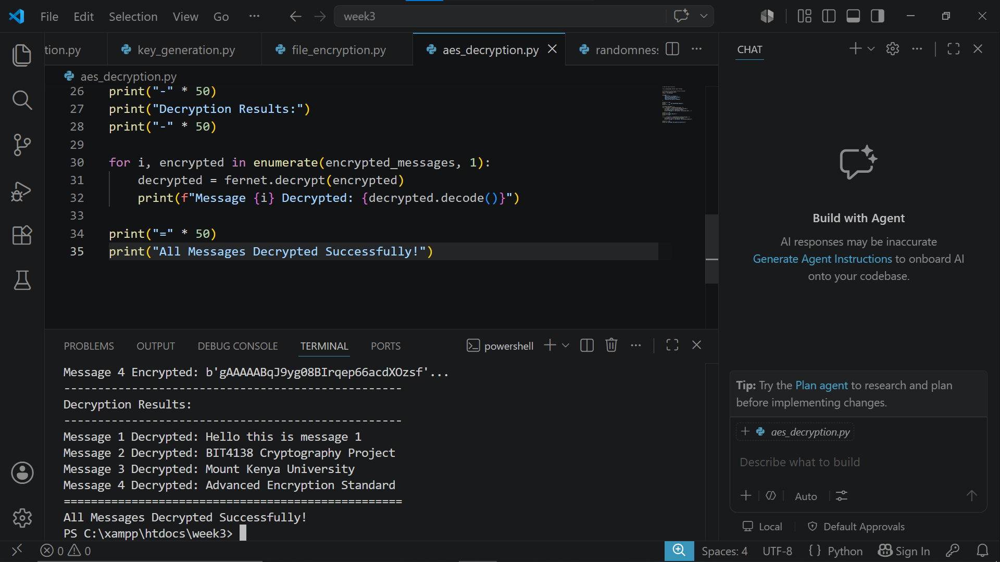 File Edit Selection View Go ··· week3
tion.py key_generation.py file_encryption.py aes_decryption.py randomness
aes_decryption.py
26 print("-" * 50)
27 print("Decryption Results:")
28 print("-" * 50)
29
30 for i, encrypted in enumerate(encrypted_messages, 1):
31 decrypted = fernet.decrypt(encrypted)
32 print(f"Message {i} Decrypted: {decrypted.decode()}")
33
34 print("=" * 50)
35 print("All Messages Decrypted Successfully!")
PROBLEMS OUTPUT DEBUG CONSOLE TERMINAL PORTS powershell
Message 4 Encrypted: b'gAAAAABqJ9yg08BIrqep66acdXOzsf'...
--------------------------------------------------
Decryption Results:
--------------------------------------------------
Message 1 Decrypted: Hello this is message 1
Message 2 Decrypted: BIT4138 Cryptography Project
Message 3 Decrypted: Mount Kenya University
Message 4 Decrypted: Advanced Encryption Standard
==================================================
All Messages Decrypted Successfully!
PS C:\xampp\htdocs\week3>
CHAT
Build with Agent
AI responses may be inaccurate
Generate Agent Instructions to onboard AI
onto your codebase.
Tip: Try the Plan agent to research and plan
before implementing changes.
aes_decryption.py
Describe what to build
Auto
Local Default Approvals
0 0 Spaces: 4 UTF-8 {} Python Sign In